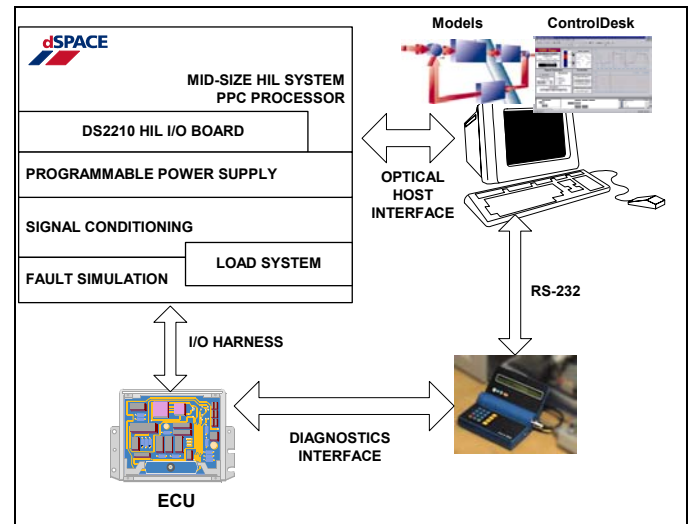 dSPACE
MID-SIZE HIL SYSTEM
PPC PROCESSOR
DS2210 HIL I/O BOARD
PROGRAMMABLE POWER SUPPLY
SIGNAL CONDITIONING
LOAD SYSTEM
FAULT SIMULATION
Models
ControlDesk
OPTICAL
HOST
INTERFACE
RS-232
I/O HARNESS
DIAGNOSTICS
INTERFACE
ECU